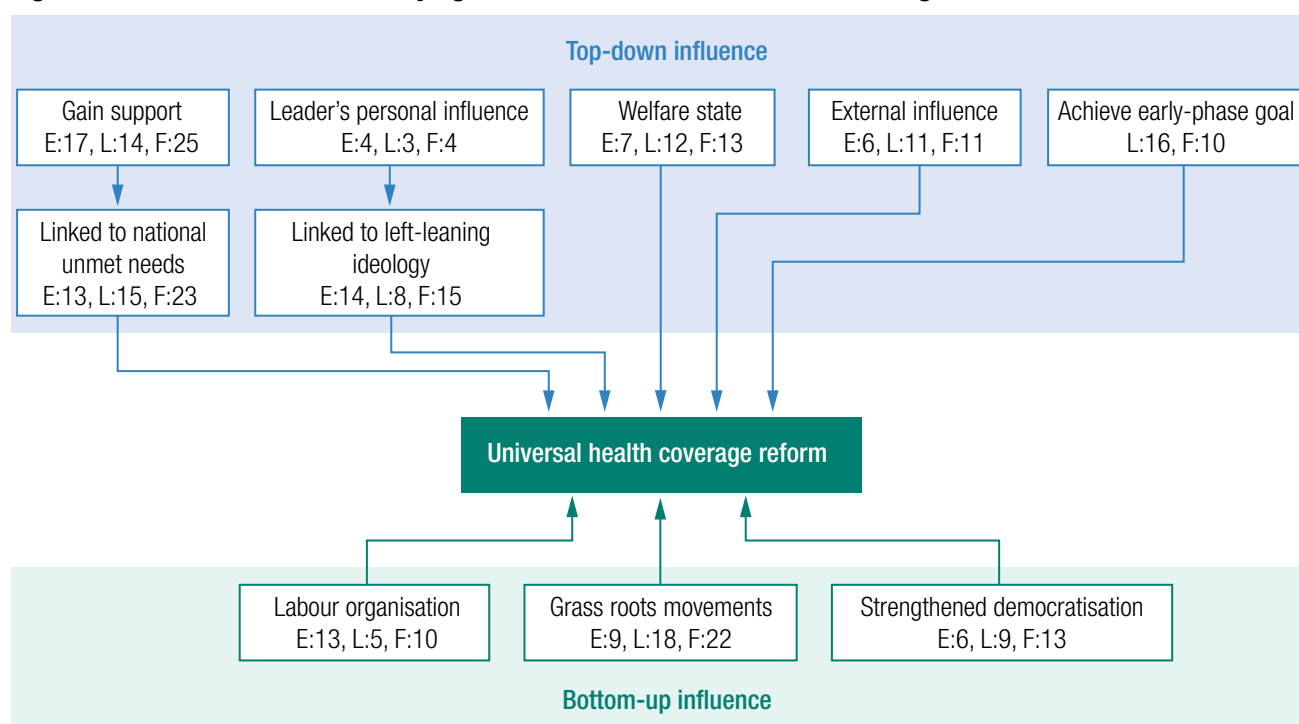 Top-down influence
Gain support
E:17, L:14, F:25
Leader's personal influence
E:4, L:3, F:4
Welfare state
E:7, L:12, F:13
External influence
E:6, L:11, F:11
Achieve early-phase goal
L:16, F:10
Linked to national
unmet needs
E:13, L:15, F:23
Linked to left-leaning
ideology
E:14, L:8, F:15
Universal health coverage reform
Labour organisation
E:13, L:5, F:10
Grass roots movements
E:9, L:18, F:22
Strengthened democratisation
E:6, L:9, F:13
Bottom-up influence